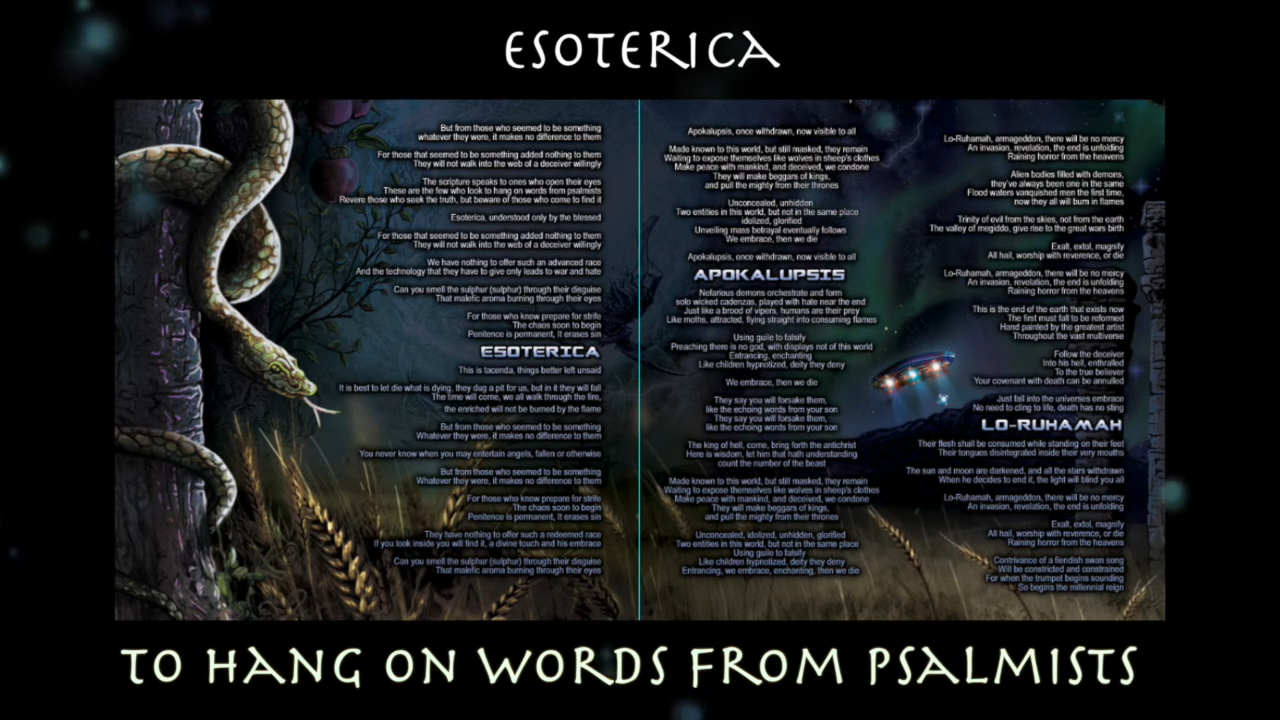 ESOTERICA
But from those who seemed to be something
whatever they were, it makes no difference to them
For those that seemed to be something added nothing to them
They will not walk into the web of a deceiver willingly
The scripture speaks to ones who open their eyes
These are the few who look to hang on words from psalmists
Revere those who seek the truth, but beware of those who come to find it
Esoterica, understood only by the blessed
For those that seemed to be something added nothing to them
They will not walk into the web of a deceiver willingly
We have nothing to offer such an advanced race
And the technology that they have to give only leads to war and hate
Can you smell the sulphur (sulphur) through their disguise
That malefic aroma burning through their eyes
For those who know prepare for strife
The chaos soon to begin
Penitence is permanent, it erases sin
ESOTERICA
This is tacenda, things better left unsaid
It is best to let die what is dying, they dug a pit for us, but in it they will fall
The time will come, we all walk through the fire,
the enriched will not be burned by the flame
But from those who seemed to be something
Whatever they were, it makes no difference to them
You never know when you may entertain angels, fallen or otherwise
But from those who seemed to be something
Whatever they were, it makes no difference to them
For those who know prepare for strife
The chaos soon to begin
Penitence is permanent, it erases sin
They have nothing to offer such a redeemed race
If you look inside you will find it, a divine touch and his embrace
Can you smell the sulphur (sulphur) through their disguise
That malefic aroma burning through their eyes
Apokalupsis, once withdrawn, now visible to all
Made known to this world, but still masked, they remain
Waiting to expose themselves like wolves in sheep's clothes
Make peace with mankind, and deceived, we condone
They will make beggars of kings,
and pull the mighty from their thrones
Unconcealed, unhidden
Two entities in this world, but not in the same place
idolized, glorified
Unveiling mass betrayal eventually follows
We embrace, then we die
Apokalupsis, once withdrawn, now visible to all
APOKALUPSIS
Nefarious demons orchestrate and form
solo wicked cadenzas, played with hate near the end
Just like a brood of vipers, humans are their prey
Like moths, attracted, flying straight into consuming flames
Using guile to falsify
Preaching there is no god, with displays not of this world
Entrancing, enchanting
Like children hypnotized, deity they deny
We embrace, then we die
They say you will forsake them,
like the echoing words from your son
They say you will forsake them,
like the echoing words from your son
The king of hell, come, bring forth the antichrist
Here is wisdom, let him that hath understanding
count the number of the beast
Made known to this world, but still masked, they remain
Waiting to expose themselves like wolves in sheep's clothes
Make peace with mankind, and deceived, we condone
They will make beggars of kings,
and pull the mighty from their thrones
Unconcealed, idolized, unhidden, glorified
Two entities in this world, but not in the same place
Using guile to falsify
Like children hypnotized, deity they deny
Entrancing, we embrace, enchanting, then we die
Lo-Ruhamah, armageddon, there will be no mercy
An invasion, revelation, the end is unfolding
Raining horror from the heavens
Alien bodies filled with demons,
they've always been one in the same
Flood waters vanquished men the first time,
now they all will burn in flames
Trinity of evil from the skies, not from the earth
The valley of megiddo, give rise to the great wars birth
Exalt, extol, magnify
All hail, worship with reverence, or die
Lo-Ruhamah, armageddon, there will be no mercy
An invasion, revelation, the end is unfolding
Raining horror from the heavens
This is the end of the earth that exists now
The first must fall to be reformed
Hand painted by the greatest artist
Throughout the vast multiverse
Follow the deceiver
Into his hell, enthralled
To the true believer
Your covenant with death can be annulled
Just fall into the universes embrace
No need to cling to life, death has no sting
LO-RUHAMAH
Their flesh shall be consumed while standing on their feet
Their tongues disintegrated inside their very mouths
The sun and moon are darkened, and all the stars withdrawn
When he decides to end it, the light will blind you all
Lo-Ruhamah, armageddon, there will be no mercy
An invasion, revelation, the end is unfolding
Exalt, extol, magnify
All hail, worship with reverence, or die
Raining horror from the heavens
Contrivance of a fiendish swan song
Will be constricted and constrained
For when the trumpet begins sounding
So begins the millennial reign
TO HANG ON WORDS FROM PSALMISTS